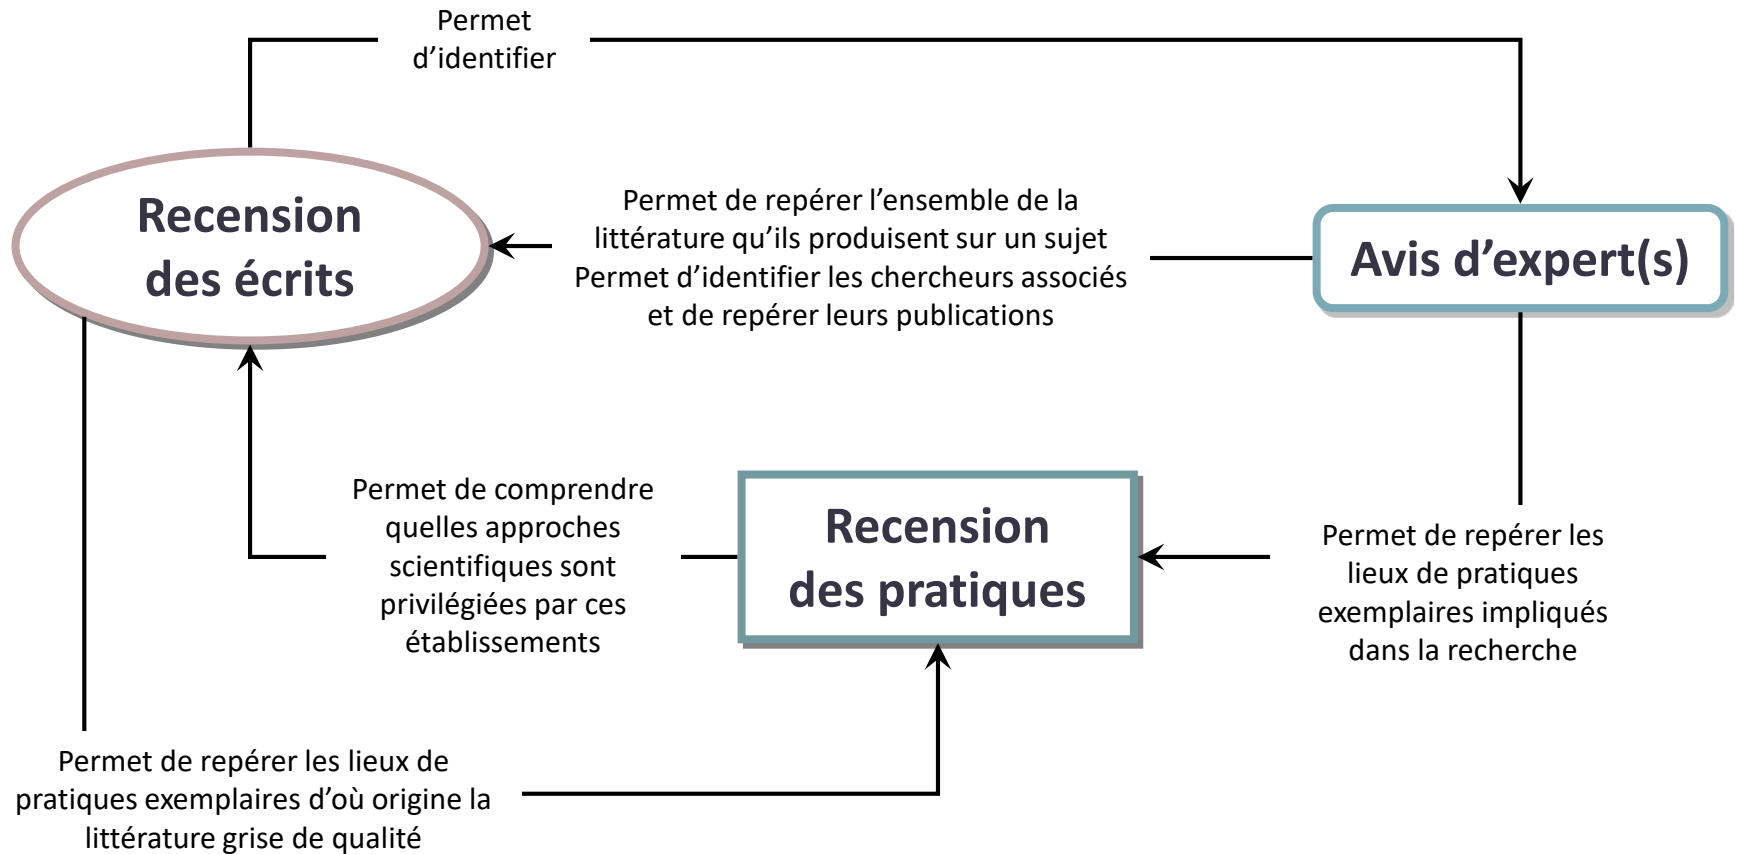 Permet
d’identifier
Recension
des écrits
Permet de repérer l’ensemble de la
littérature qu’ils produisent sur un sujet
Permet d’identifier les chercheurs associés
et de repérer leurs publications
Avis d’expert(s)
Permet de comprendre
quelles approches
scientifiques sont
privilégiées par ces
établissements
Recension
des pratiques
Permet de repérer les
lieux de pratiques
exemplaires impliqués
dans la recherche
Permet de repérer les lieux de
pratiques exemplaires d’où origine la
littérature grise de qualité